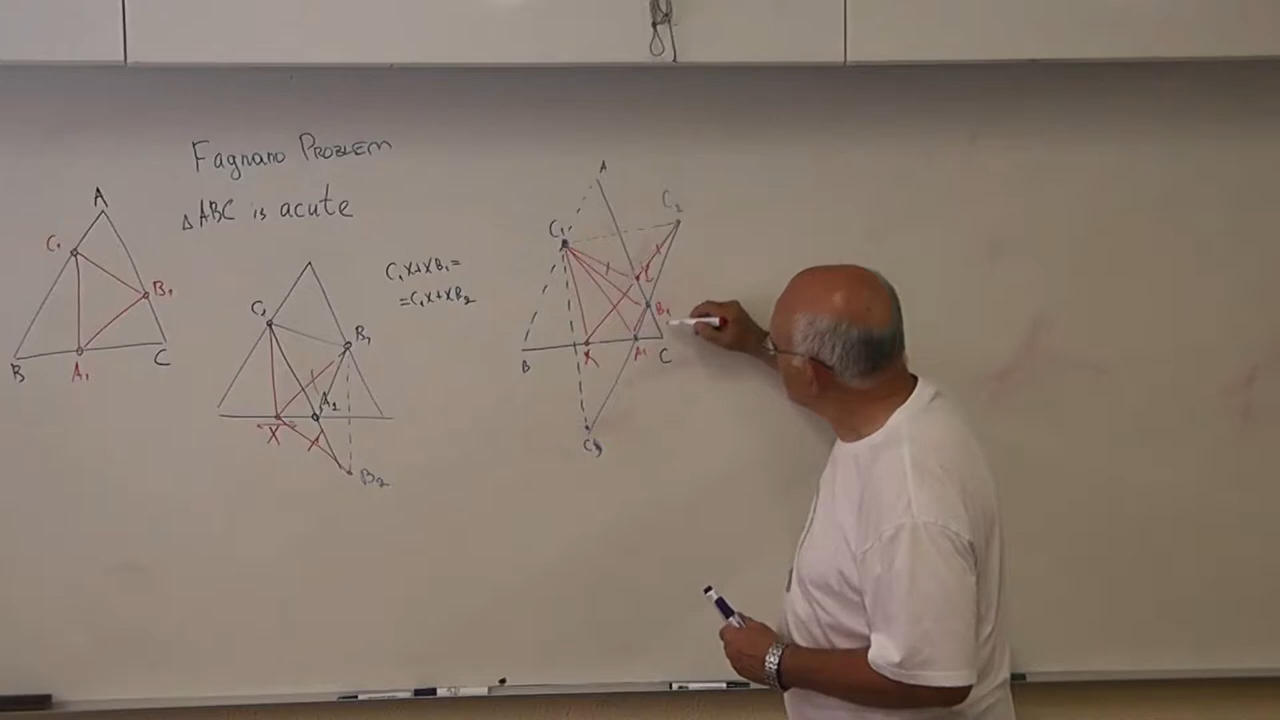 Fagnano PROBLEM
△ABC is acute
A
C₁
B₁
B
A₁
C
C₁
B₁
A₁
X
B₂
C₁X+XB₁=
=C₁X+XB₂
A
C₁
C₂
B₁
B
X
A₁
C
C₃